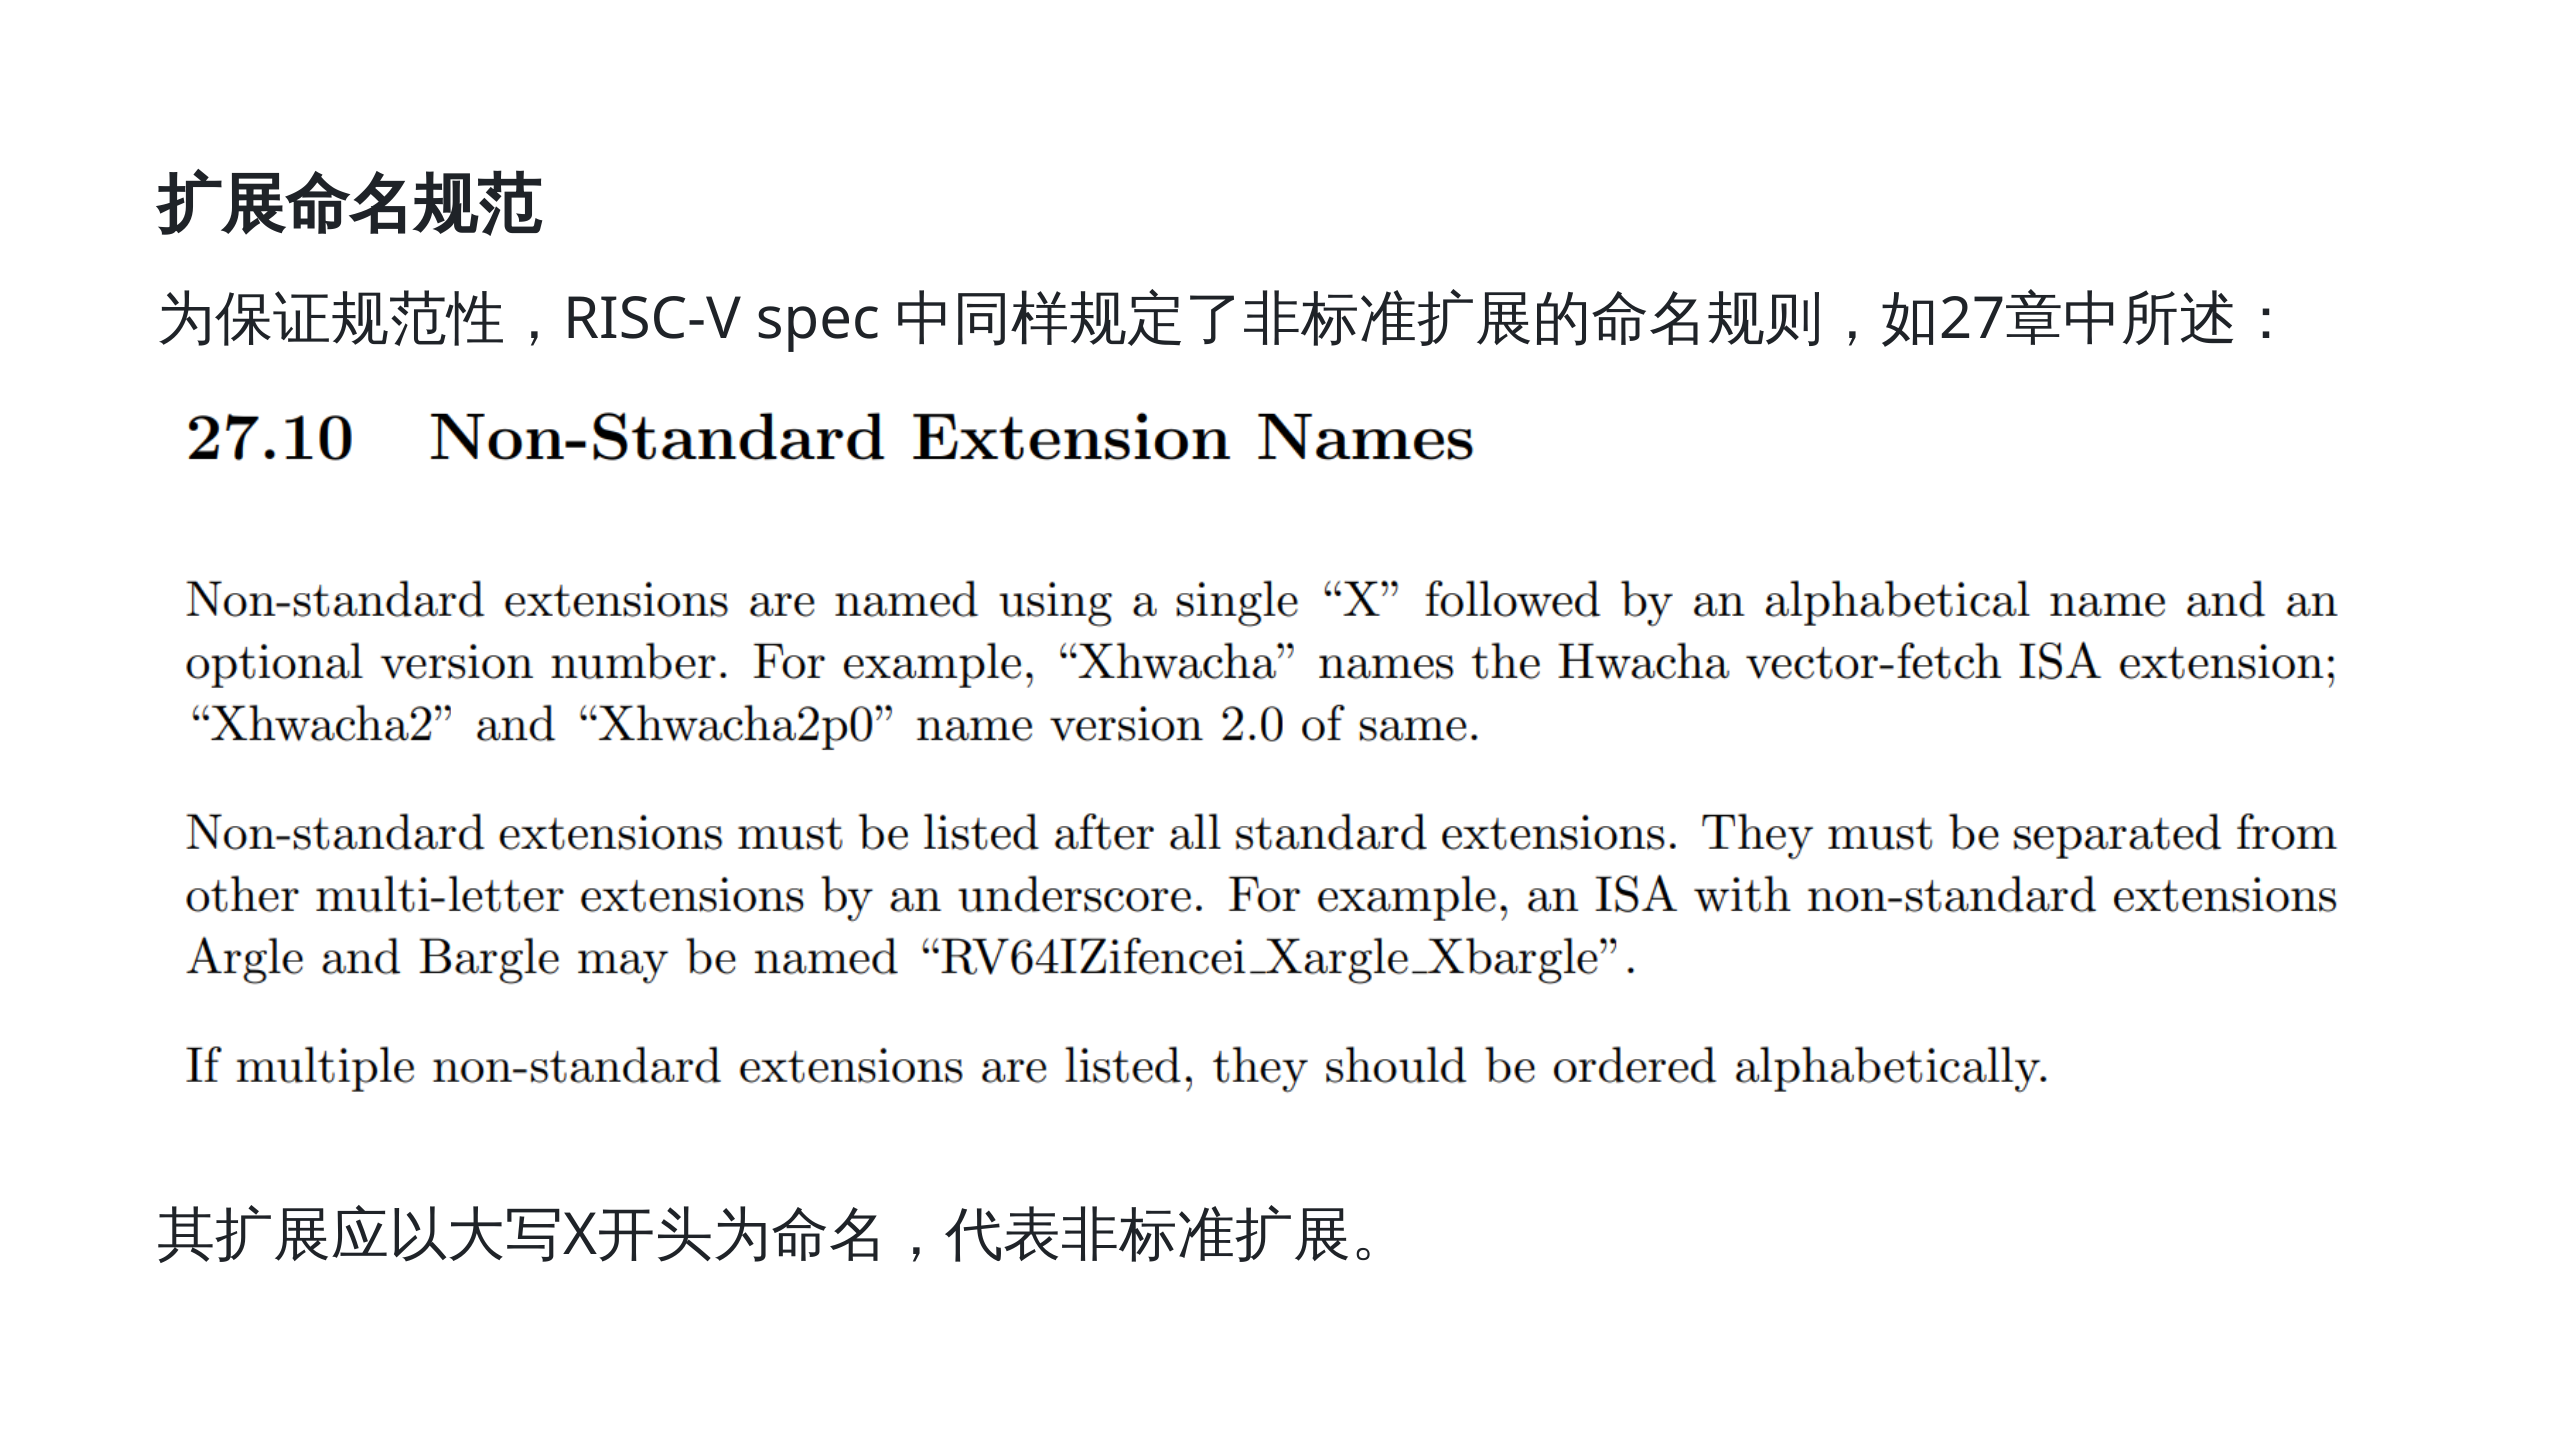 扩展命名规范
为保证规范性，RISC-V spec 中同样规定了非标准扩展的命名规则，如27章中所述：
27.10 Non-Standard Extension Names
Non-standard extensions are named using a single “X” followed by an alphabetical name and an
optional version number. For example, “Xhwacha” names the Hwacha vector-fetch ISA extension;
“Xhwacha2” and “Xhwacha2p0” name version 2.0 of same.
Non-standard extensions must be listed after all standard extensions. They must be separated from
other multi-letter extensions by an underscore. For example, an ISA with non-standard extensions
Argle and Bargle may be named “RV64IZifencei_Xargle_Xbargle”.
If multiple non-standard extensions are listed, they should be ordered alphabetically.
其扩展应以大写X开头为命名，代表非标准扩展。